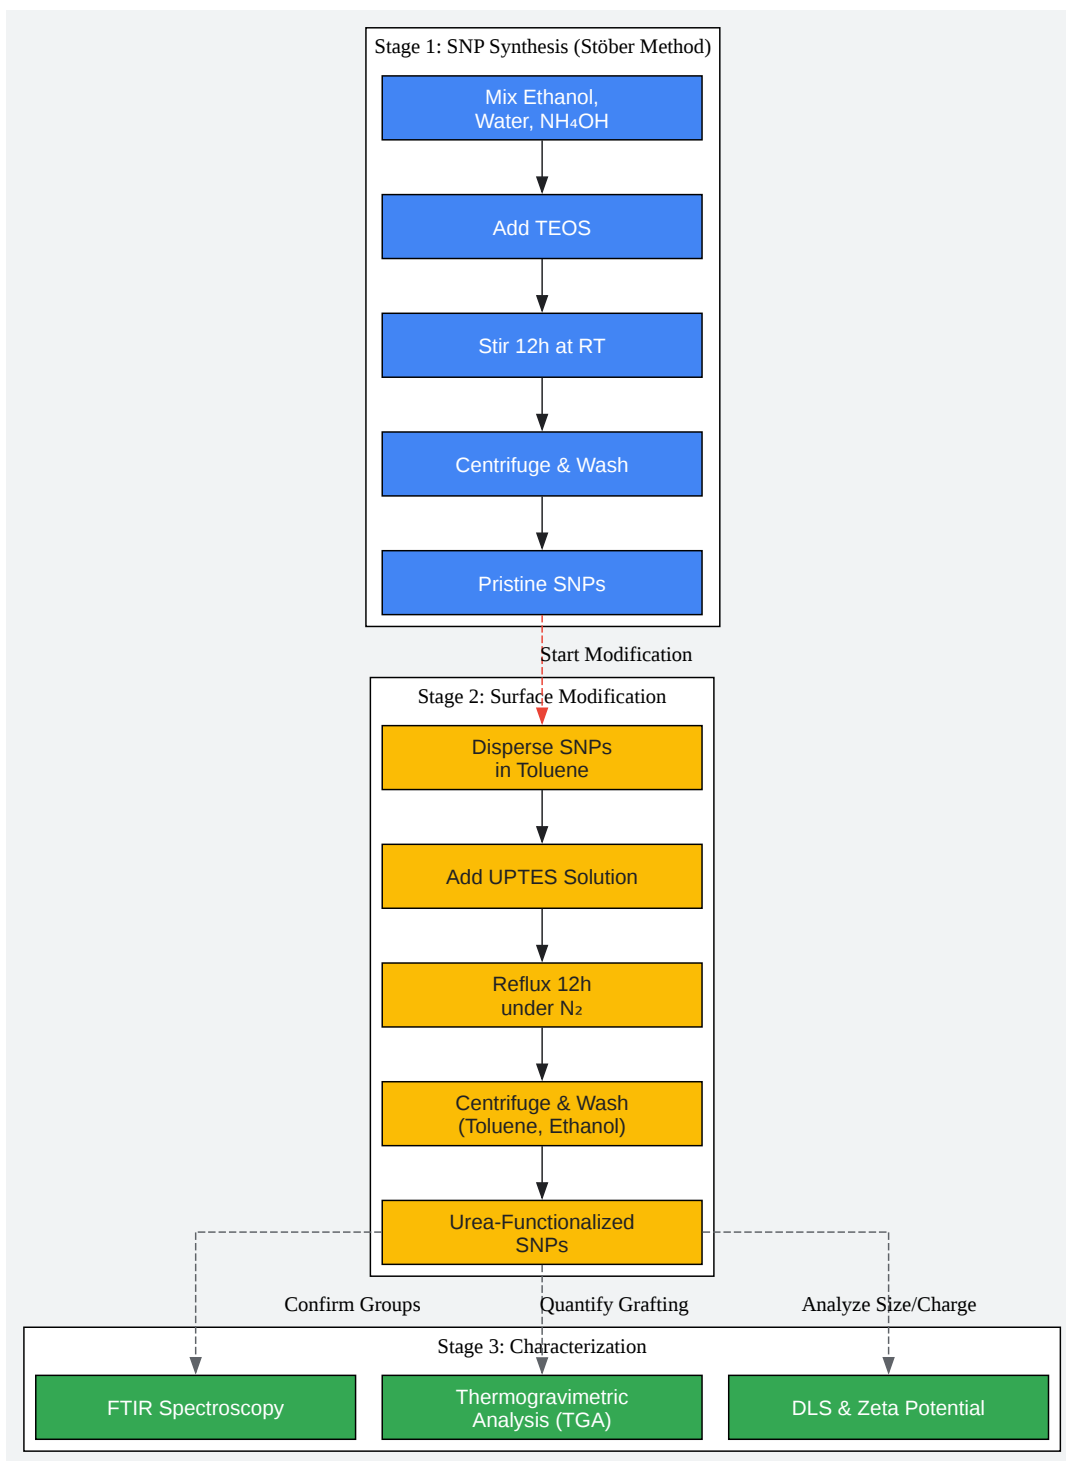 Stage 1: SNP Synthesis (Stöber Method)
Mix Ethanol,
Water, NH₄OH
Add TEOS
Stir 12h at RT
Centrifuge & Wash
Pristine SNPs
Start Modification
Stage 2: Surface Modification
Disperse SNPs
in Toluene
Add UPTES Solution
Reflux 12h
under N₂
Centrifuge & Wash
(Toluene, Ethanol)
Urea-Functionalized
SNPs
Confirm Groups
Quantify Grafting
Analyze Size/Charge
Stage 3: Characterization
FTIR Spectroscopy
Thermogravimetric
Analysis (TGA)
DLS & Zeta Potential